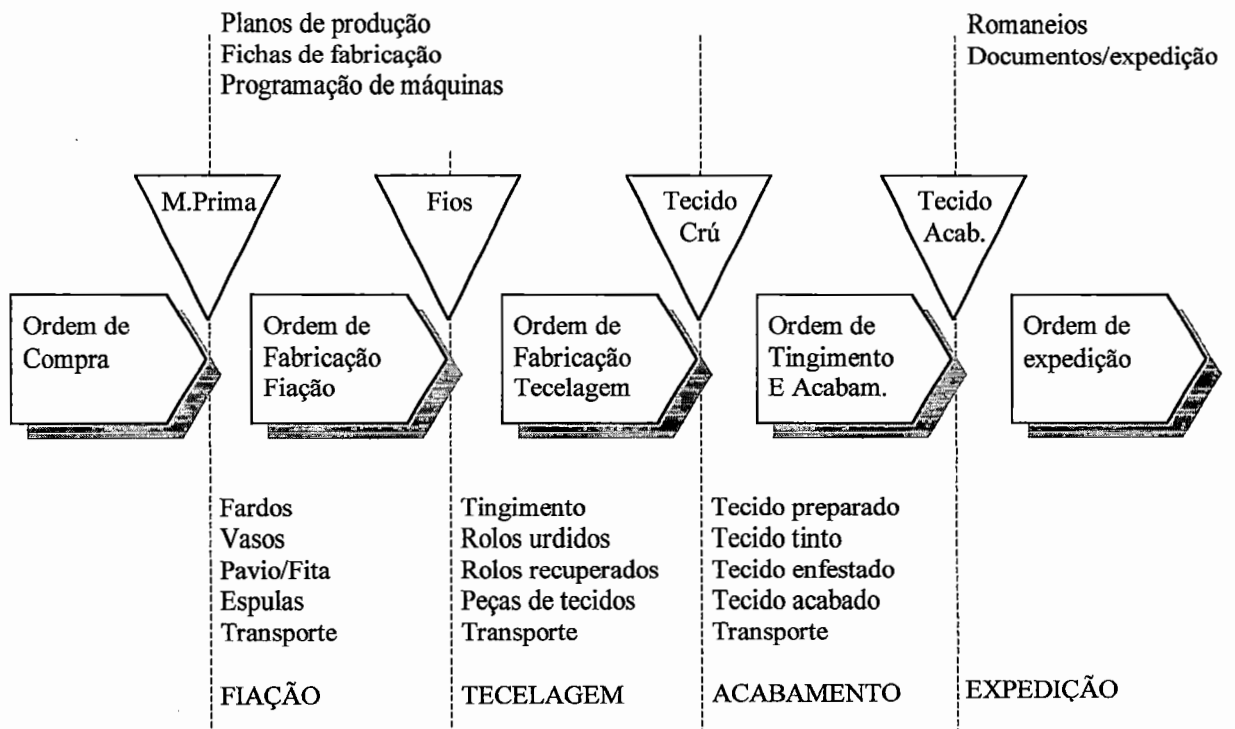 Planos de produção
Fichas de fabricação
Programação de máquinas
Romaneios
Documentos/expedição
M.Prima
Fios
Tecido
Crú
Tecido
Acab.
Ordem de
Compra
Ordem de
Fabricação
Fiação
Ordem de
Fabricação
Tecelagem
Ordem de
Tingimento
E Acabam.
Ordem de
expedição
Fardos
Vasos
Pavio/Fita
Espulas
Transporte
FIAÇÃO
Tingimento
Rolos urdidos
Rolos recuperados
Peças de tecidos
Transporte
TECELAGEM
Tecido preparado
Tecido tinto
Tecido enfestado
Tecido acabado
Transporte
ACABAMENTO
EXPEDIÇÃO